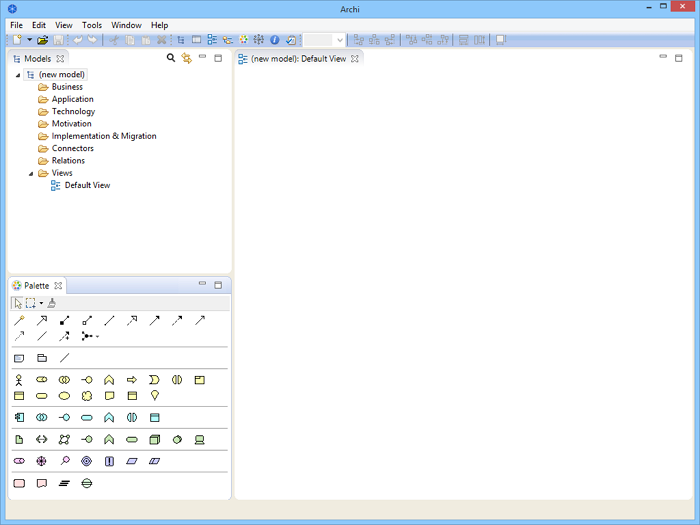 Archi
File Edit View Tools Window Help
Models
(new model)
Business
Application
Technology
Motivation
Implementation & Migration
Connectors
Relations
Views
Default View
(new model): Default View
Palette